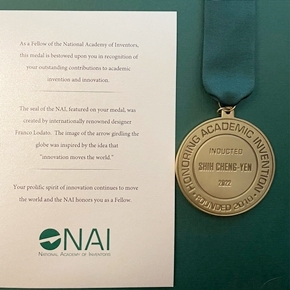 As a Fellow of the National Academy of Inventors,
this medal is bestowed upon you in recognition of
your outstanding contributions to academic
invention and innovation.
The seal of the NAI, featured on your medal, was
created by internationally renowned designer
Franco Lodato. The image of the arrow girdling the
globe was inspired by the idea that
"innovation moves the world."
Your prolific spirit of innovation continues to move
the world and the NAI honors you as a Fellow.
NAI
NATIONAL ACADEMY OF INVENTORS
HONORING ACADEMIC INVENTION
INDUCTED
SHIH CHENG-YEN
2022
FOUNDED 2010